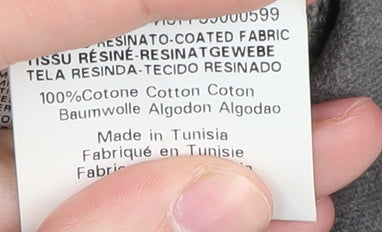 39000599
RESINATO-COATED FABRIC
TISSU RÉSINÉ-RESINATGEWEBE
TELA RESINDA-TECIDO RESINADO
100%Cotone Cotton Coton
Baumwolle Algodon Algodao
Made in Tunisia
Fabriqué en Tunisie